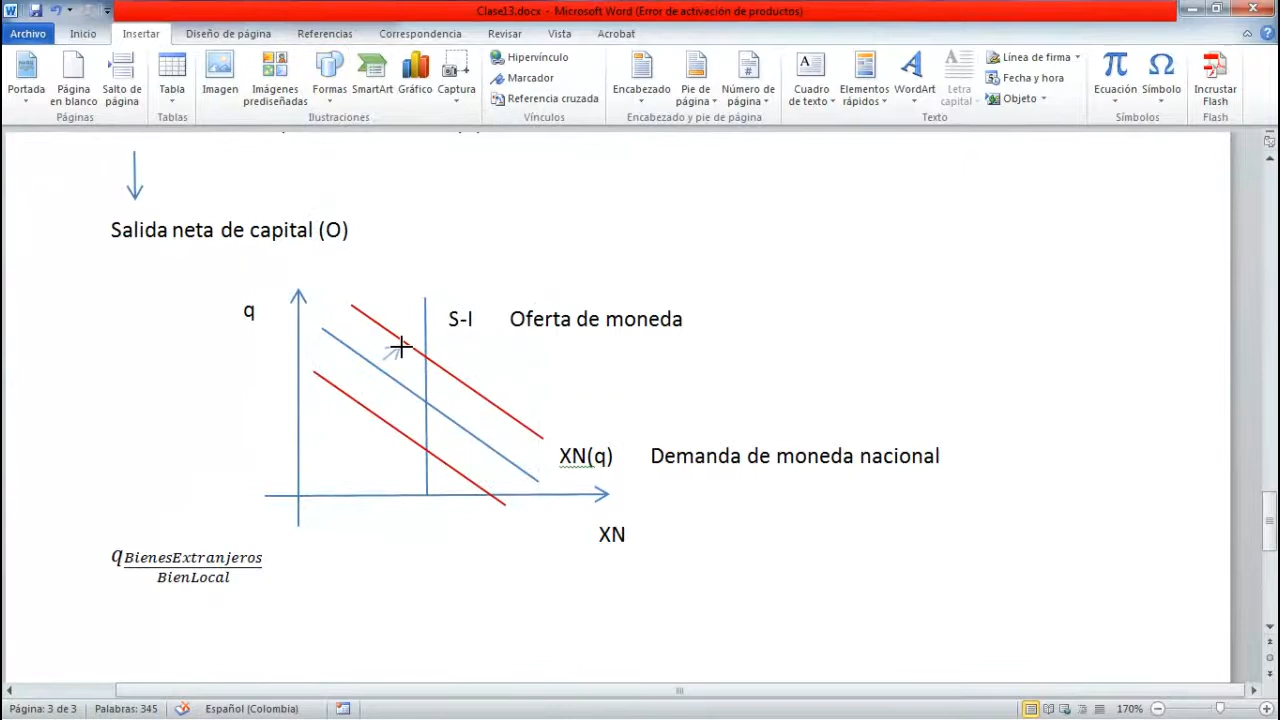 Clase13.docx - Microsoft Word (Error de activación de productos)
Archivo Inicio Insertar Diseño de página Referencias Correspondencia Revisar Vista Acrobat
Portada
Página en blanco
Salto de página
Páginas
Tabla
Tablas
Imagen
Imágenes prediseñadas
Formas
SmartArt
Gráfico
Captura
Ilustraciones
Hipervínculo
Marcador
Referencia cruzada
Vínculos
Encabezado
Pie de página
Número de página
Encabezado y pie de página
Cuadro de texto
Elementos rápidos
WordArt
Letra capital
Línea de firma
Fecha y hora
Objeto
Texto
Ecuación
Símbolo
Símbolos
Incrustar Flash
Flash
Salida neta de capital (O)
q
S-I Oferta de moneda
XN(q) Demanda de moneda nacional
XN
q BienesExtranjeros
BienLocal
Página: 3 de 3 Palabras: 345 Español (Colombia) 170%